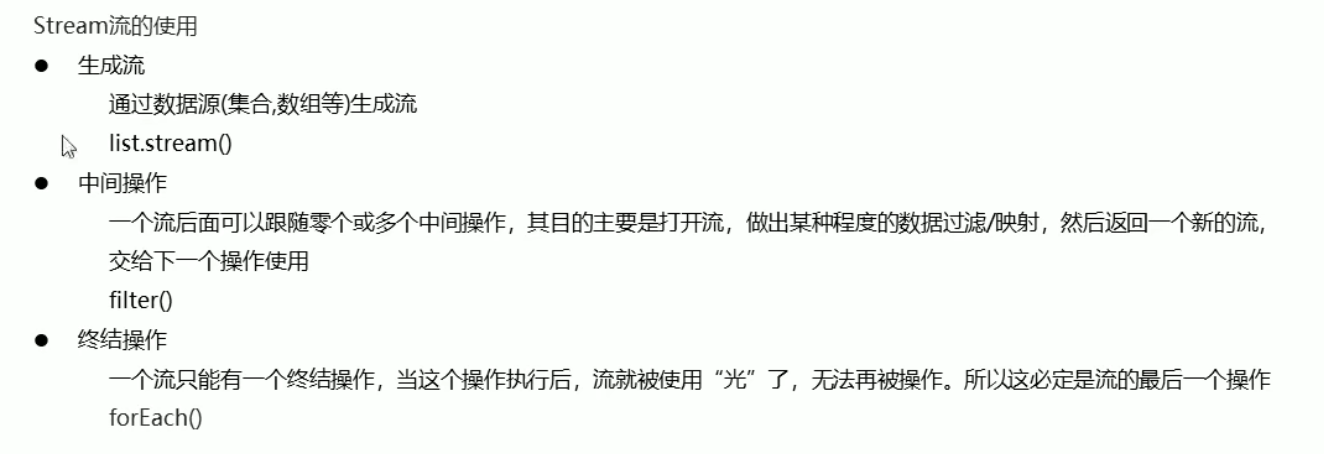 Stream流的使用
● 生成流
通过数据源(集合,数组等)生成流
list.stream()
● 中间操作
一个流后面可以跟随零个或多个中间操作，其目的主要是打开流，做出某种程度的数据过滤/映射，然后返回一个新的流，
交给下一个操作使用
filter()
● 终结操作
一个流只能有一个终结操作，当这个操作执行后，流就被使用“光”了，无法再被操作。所以这必定是流的最后一个操作
forEach()